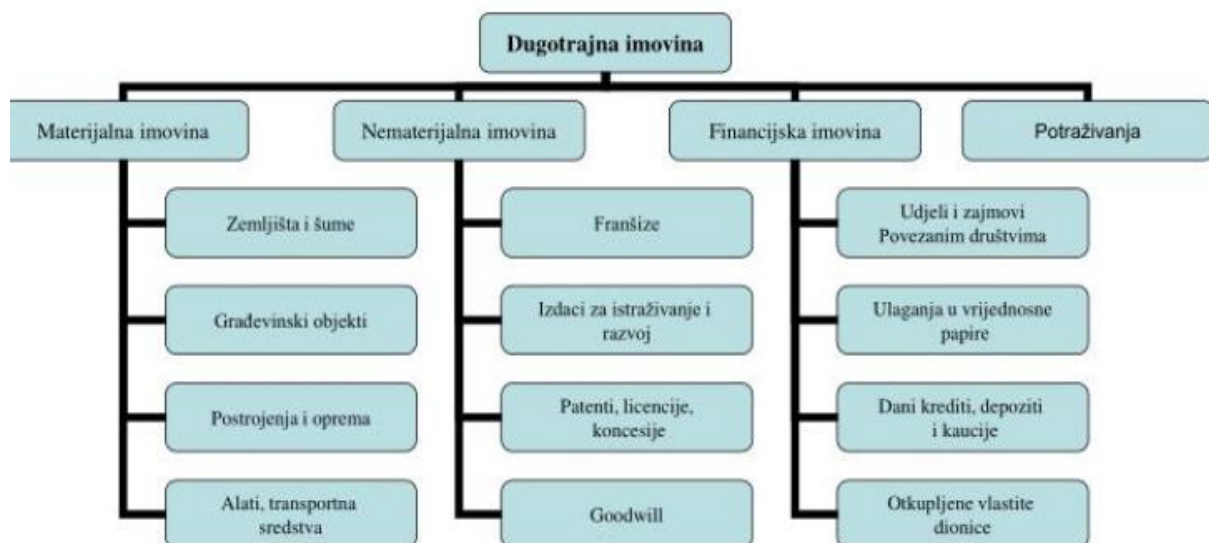 Dugotrajna imovina
Materijalna imovina
Nematerijalna imovina
Financijska imovina
Potraživanja
Zemljišta i šume
Građevinski objekti
Postrojenja i oprema
Alati, transportna
sredstva
Franšize
Izdaci za istraživanje i
razvoj
Patenti, licencije,
koncesije
Goodwill
Udjeli i zajmovi
Povezanim društvima
Ulaganja u vrijednosne
papire
Dani krediti, depoziti
i kaucije
Otkupljene vlastite
dionice